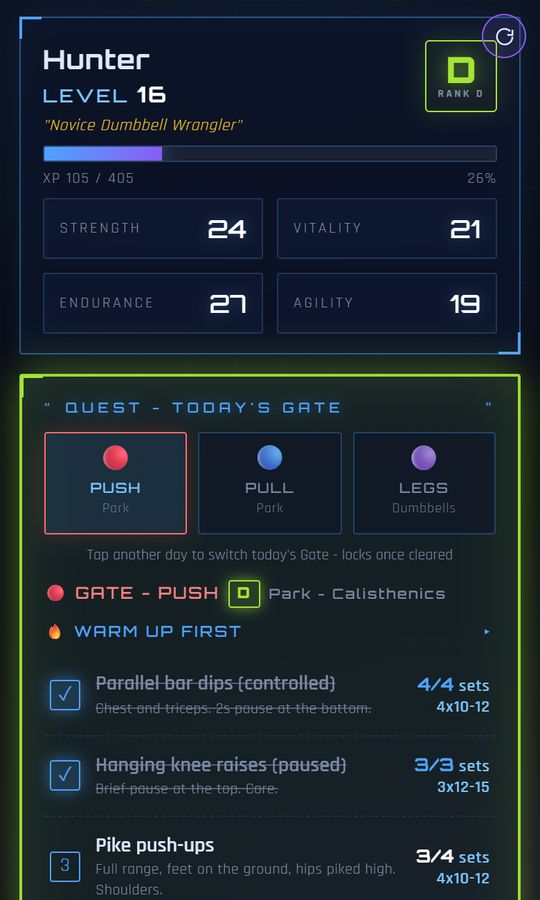 Hunter
LEVEL 16
"Novice Dumbbell Wrangler"
D
RANK D
XP 105 / 405
26%
STRENGTH 24
VITALITY 21
ENDURANCE 27
AGILITY 19
" QUEST - TODAY'S GATE "
PUSH
Park
PULL
Park
LEGS
Dumbbells
Tap another day to switch today's Gate - locks once cleared
GATE - PUSH D Park - Calisthenics
WARM UP FIRST
Parallel bar dips (controlled)
Chest and triceps. 2s pause at the bottom.
4/4 sets
4x10-12
Hanging knee raises (paused)
Brief pause at the top. Core.
3/3 sets
3x12-15
3
Pike push-ups
Full range, feet on the ground, hips piked high.
Shoulders.
3/4 sets
4x10-12